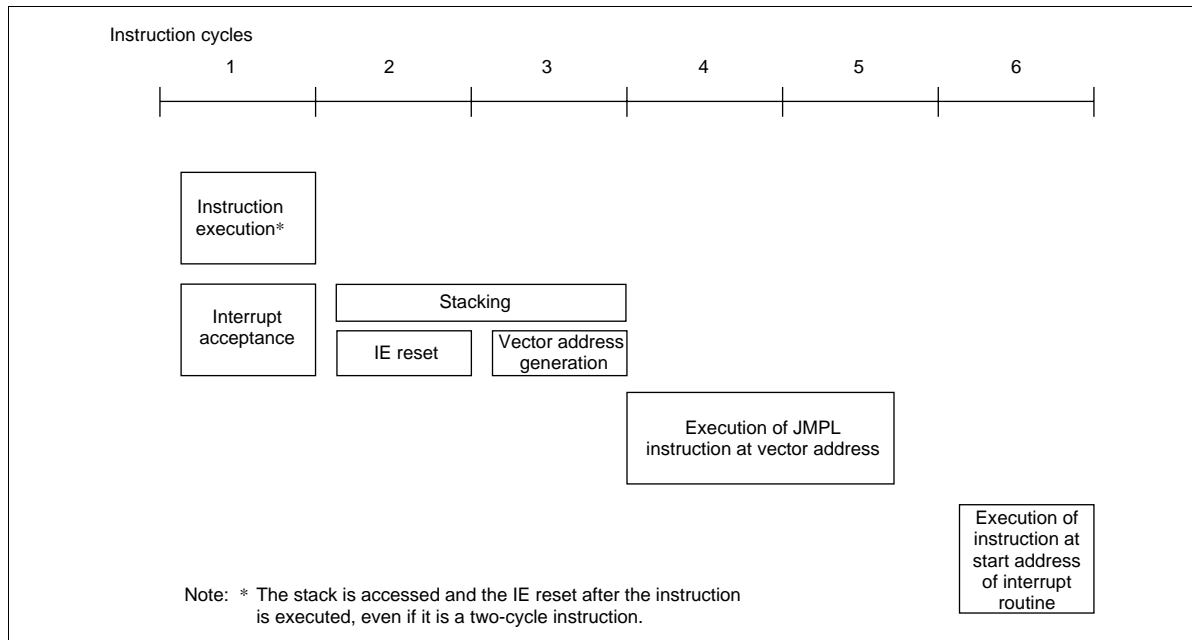 Instruction cycles
1 2 3 4 5 6
Instruction
execution*
Interrupt
acceptance
Stacking
IE reset
Vector address
generation
Execution of JMPL
instruction at vector address
Execution of
instruction at
start address
of interrupt
routine
Note: * The stack is accessed and the IE reset after the instruction
is executed, even if it is a two-cycle instruction.